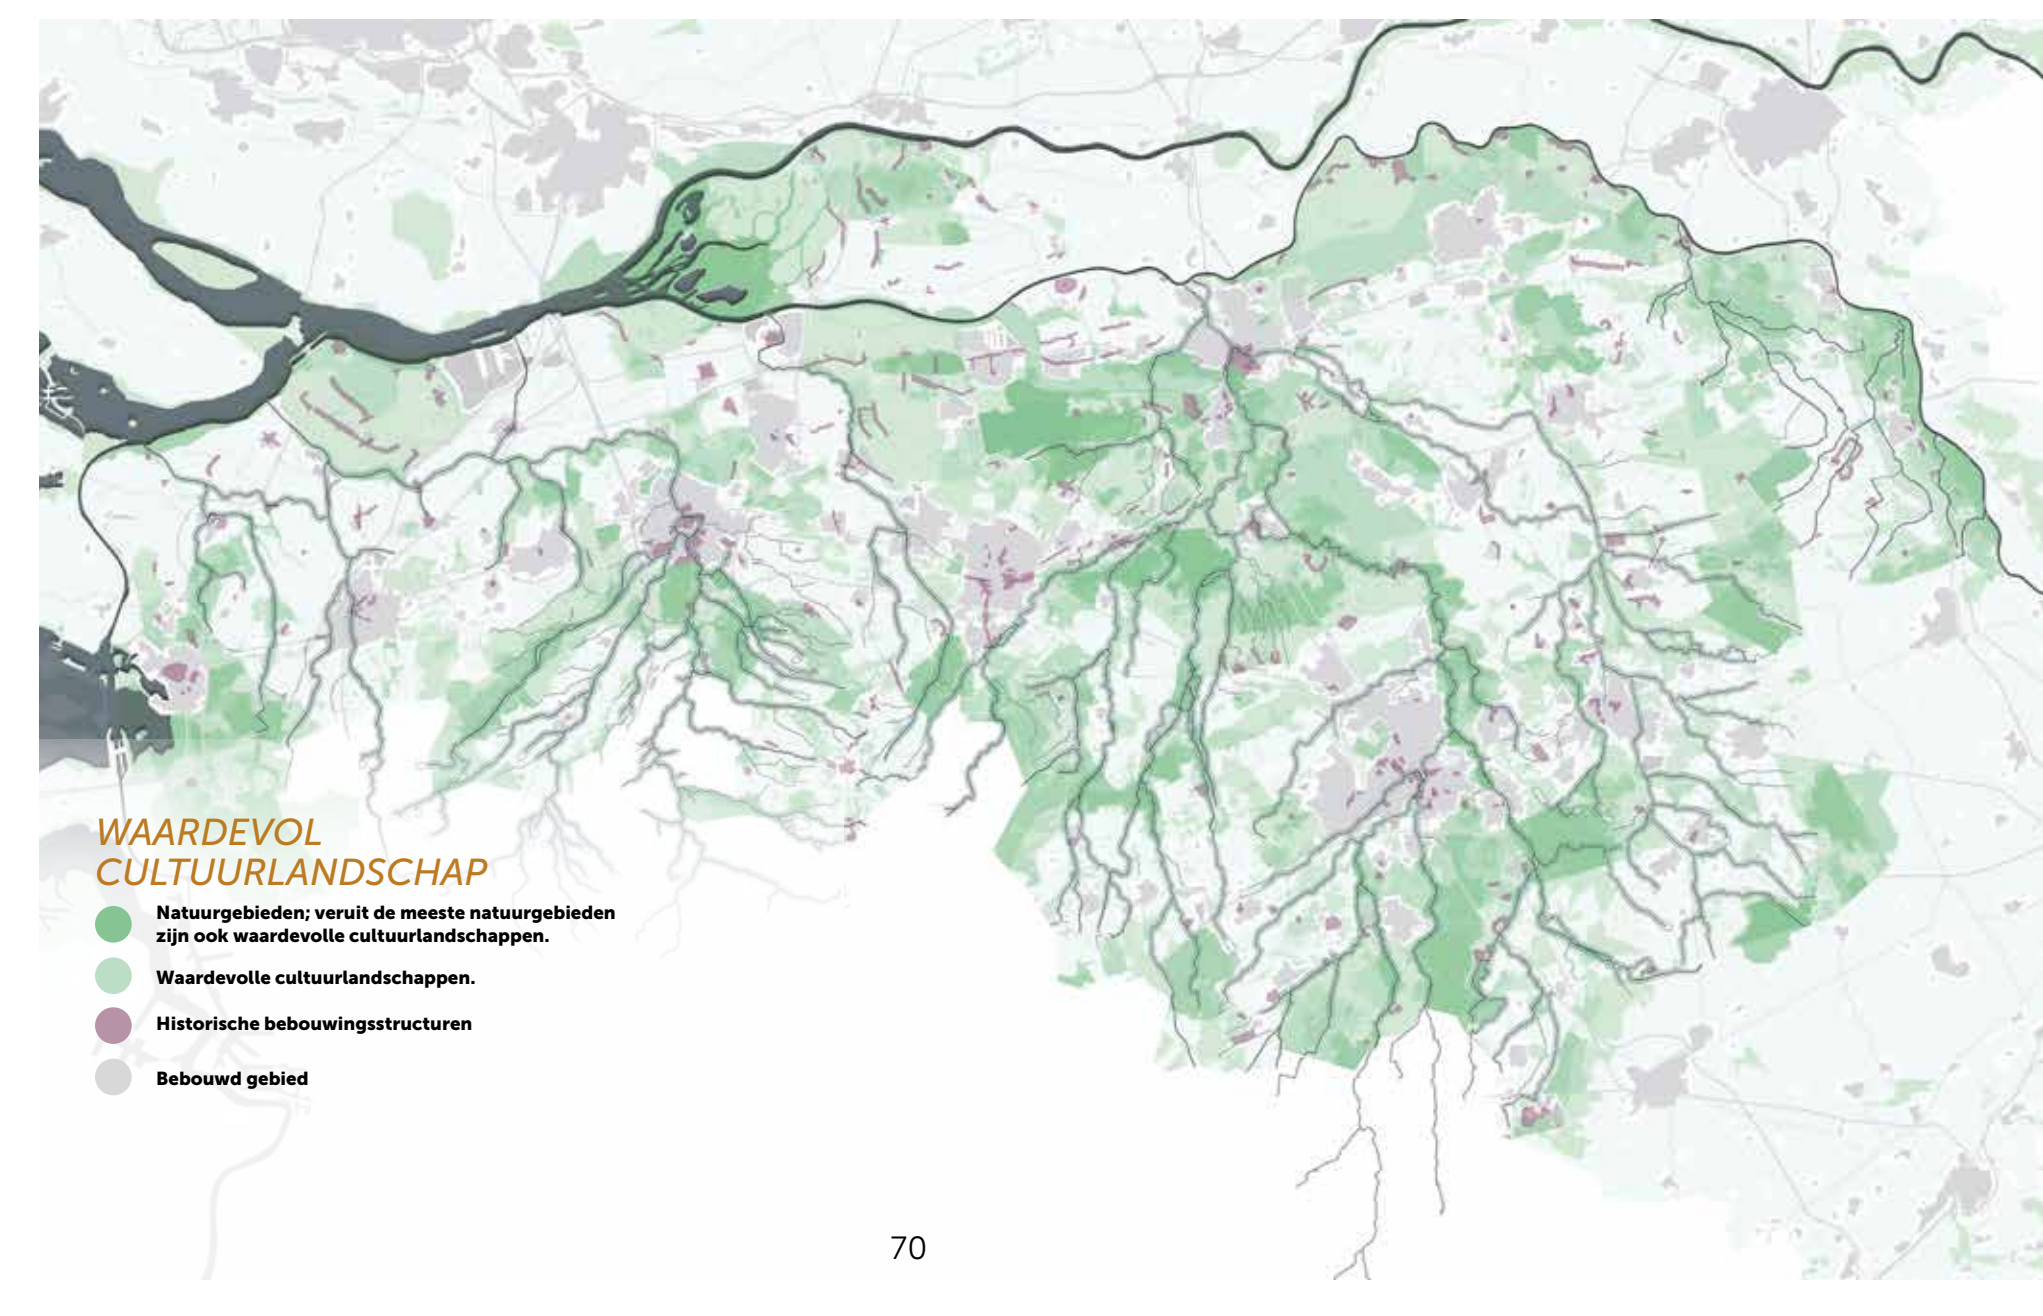 WAARDEVOL
CULTUURLANDSCHAP
Natuurgebieden; veruit de meeste natuurgebieden
zijn ook waardevolle cultuurlandschappen.
Waardevolle cultuurlandschappen.
Historische bebouwingsstructuren
Bebouwd gebied
70